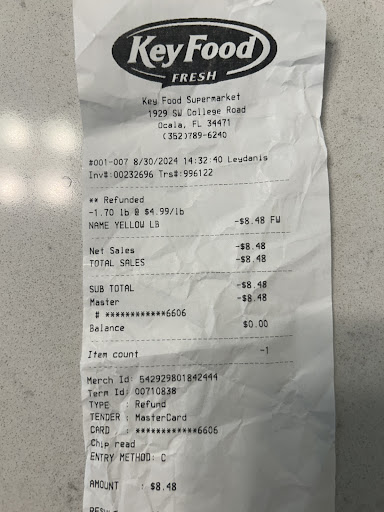 Key Food
FRESH
Key Food Supermarket
1929 SW College Road
Ocala, FL 34471
(352)789-6240
#001-007 8/30/2024 14:32:40 Leydanis
Inv#:00232696 Trs#:996122
** Refunded
-1.70 lb @ $4.99/lb
NAME YELLOW LB -$8.48 FW
Net Sales -$8.48
TOTAL SALES -$8.48
SUB TOTAL -$8.48
Master -$8.48
# ************6606
Balance $0.00
Item count -1
Merch Id: 542929801842444
Term Id: 00710838
TYPE : Refund
TENDER : MasterCard
CARD : ************6606
Chip read
ENTRY METHOD: C
AMOUNT : $8.48